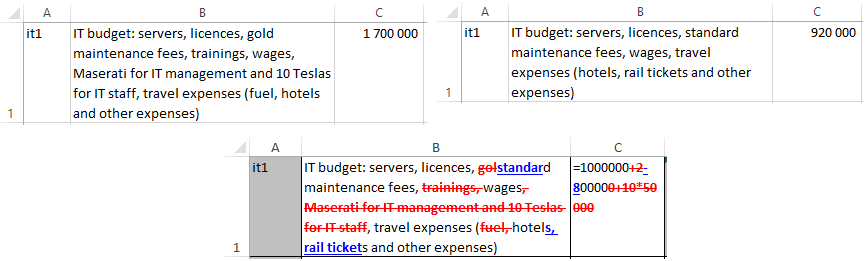 A B C
it1 IT budget: servers, licences, gold 1 700 000
maintenance fees, trainings, wages,
Maserati for IT management and 10 Teslas
for IT staff, travel expenses (fuel, hotels
1 and other expenses)
A B C
it1 IT budget: servers, licences, standard 920 000
maintenance fees, wages, travel
expenses (hotels, rail tickets and other
1 expenses)
A B C
it1 IT budget: servers, licences, golstandard =1000000+2-
maintenance fees, trainings, wages, 800000+10*50
Maserati for IT management and 10 Teslas 000
for IT staff, travel expenses (fuel, hotels,
1 rail tickets and other expenses)